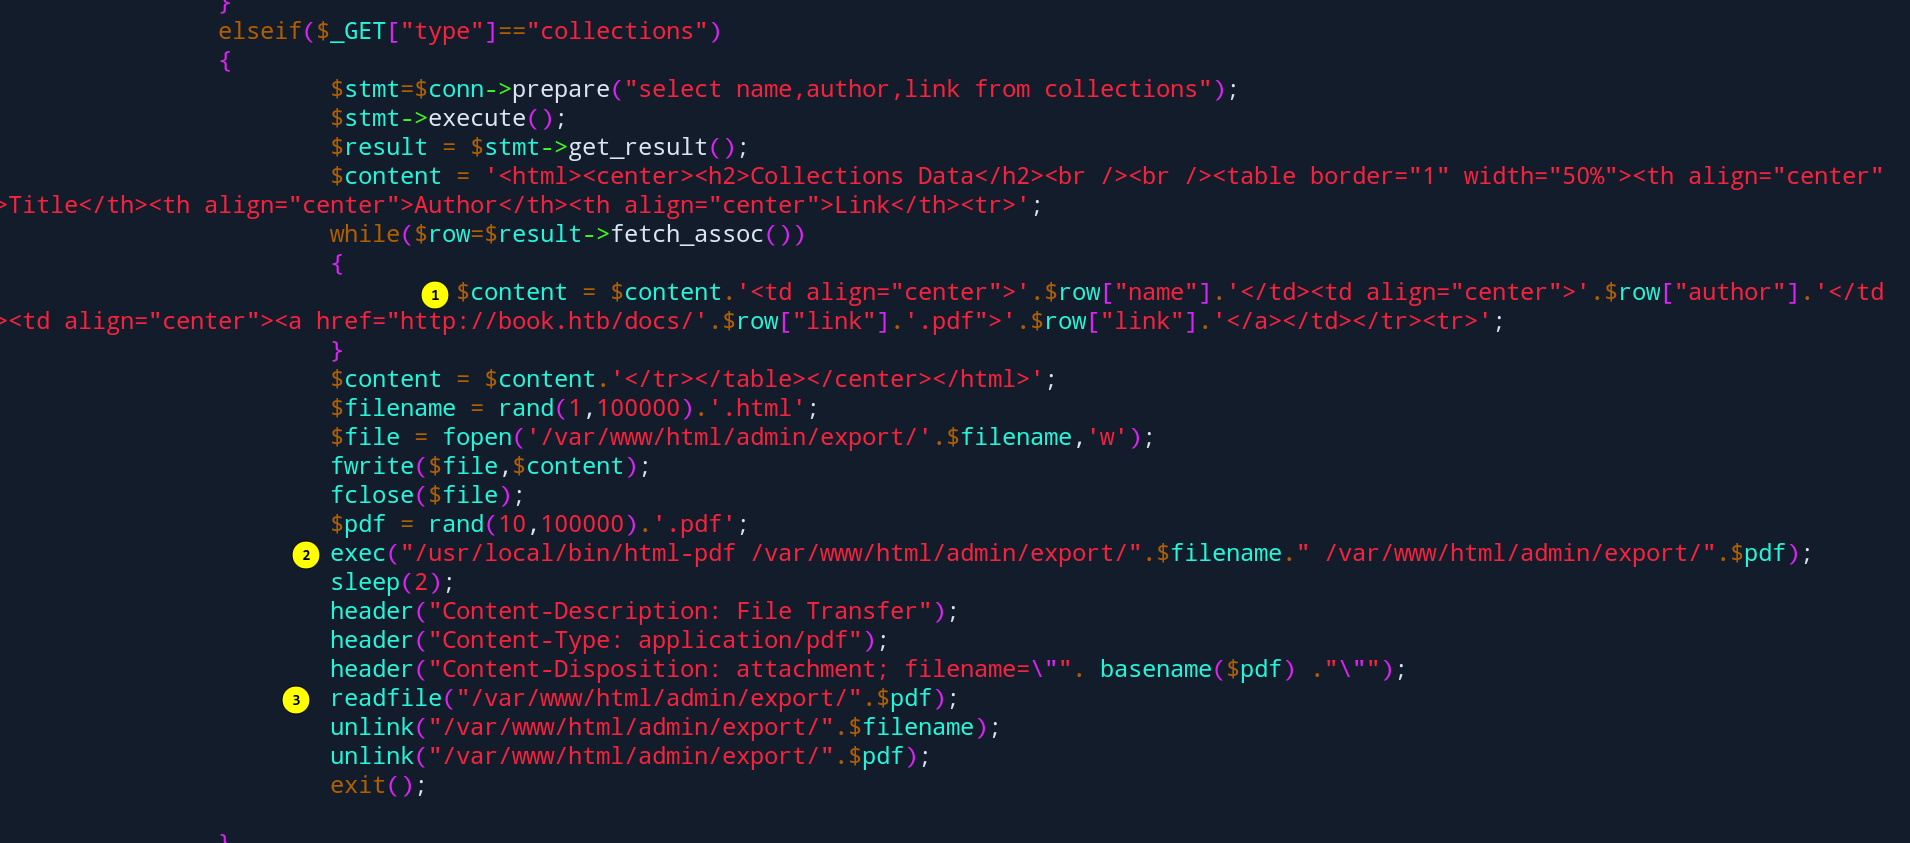 }
elseif($_GET["type"]=="collections")
{
$stmt=$conn->prepare("select name,author,link from collections");
$stmt->execute();
$result = $stmt->get_result();
$content = '<html><center><h2>Collections Data</h2><br /><br /><table border="1" width="50%"><th align="center"
>Title</th><th align="center">Author</th><th align="center">Link</th><tr>';
while($row=$result->fetch_assoc())
{
1 $content = $content.'<td align="center">'.$row["name"].'</td><td align="center">'.$row["author"].'</td
><td align="center"><a href="http://book.htb/docs/'.$row["link"].'.pdf">'.$row["link"].'</a></td></tr><tr>';
}
$content = $content.'</tr></table></center></html>';
$filename = rand(1,100000).'.html';
$file = fopen('/var/www/html/admin/export/'.$filename,'w');
fwrite($file,$content);
fclose($file);
$pdf = rand(10,100000).'.pdf';
2 exec("/usr/local/bin/html-pdf /var/www/html/admin/export/".$filename." /var/www/html/admin/export/".$pdf);
sleep(2);
header("Content-Description: File Transfer");
header("Content-Type: application/pdf");
header("Content-Disposition: attachment; filename=\"". basename($pdf) ."\"");
3 readfile("/var/www/html/admin/export/".$pdf);
unlink("/var/www/html/admin/export/".$filename);
unlink("/var/www/html/admin/export/".$pdf);
exit();
}